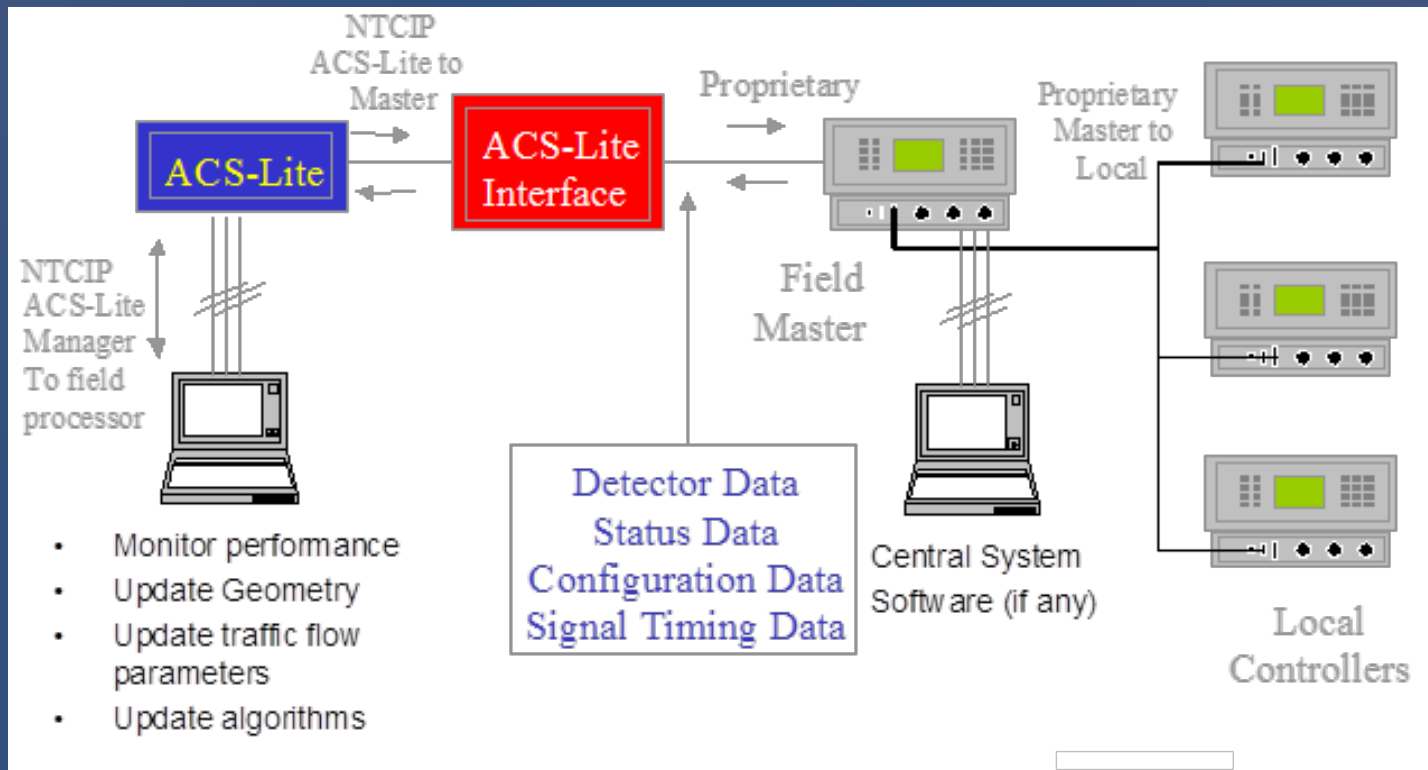 NTCIP
ACS-Lite to
Master
Proprietary
Proprietary
Master to
Local
ACS-Lite
ACS-Lite
Interface
NTCIP
ACS-Lite
Manager
To field
processor
Field
Master
Detector Data
Status Data
Configuration Data
Signal Timing Data
Central System
Software (if any)
Local
Controllers
• Monitor performance
• Update Geometry
• Update traffic flow
parameters
• Update algorithms